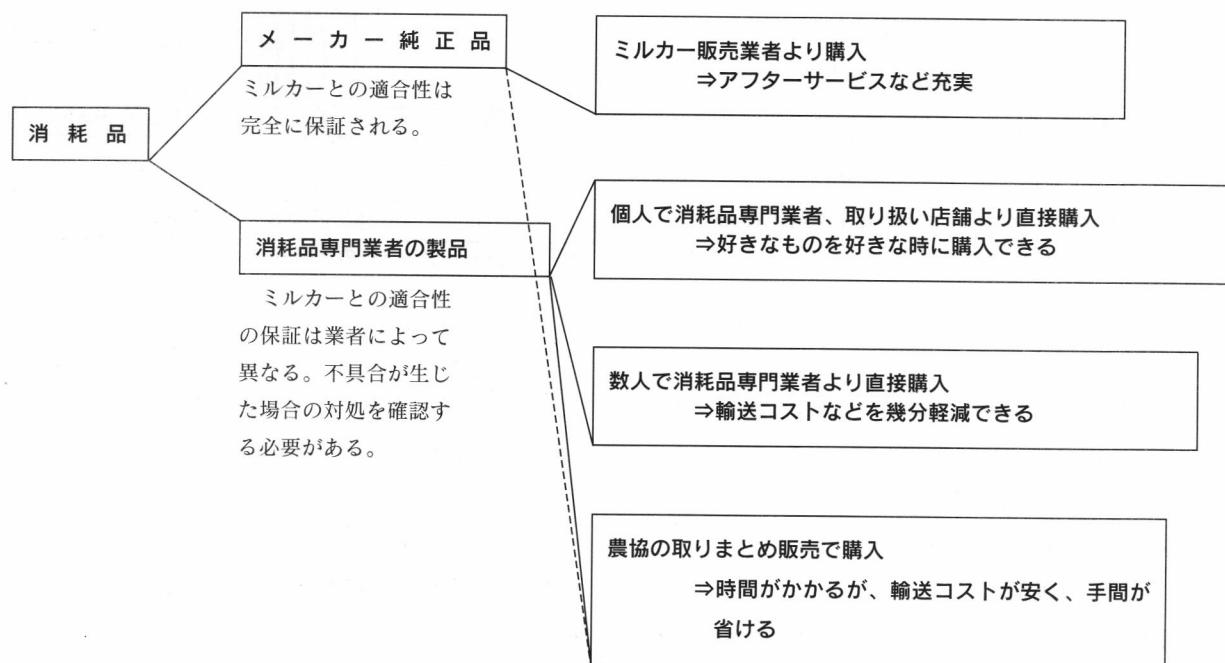 消耗品
メーカー純正品
ミルカーとの適合性は
完全に保証される。
ミルカー販売業者より購入
⇒アフターサービスなど充実
消耗品専門業者の製品
ミルカーとの適合性
の保証は業者によって
異なる。不具合が生じ
た場合の対処を確認す
る必要がある。
個人で消耗品専門業者、取り扱い店舗より直接購入
⇒好きなものを好きな時に購入できる
数人で消耗品専門業者より直接購入
⇒輸送コストなどを幾分軽減できる
農協の取りまとめ販売で購入
⇒時間がかかるが、輸送コストが安く、手間が
省ける